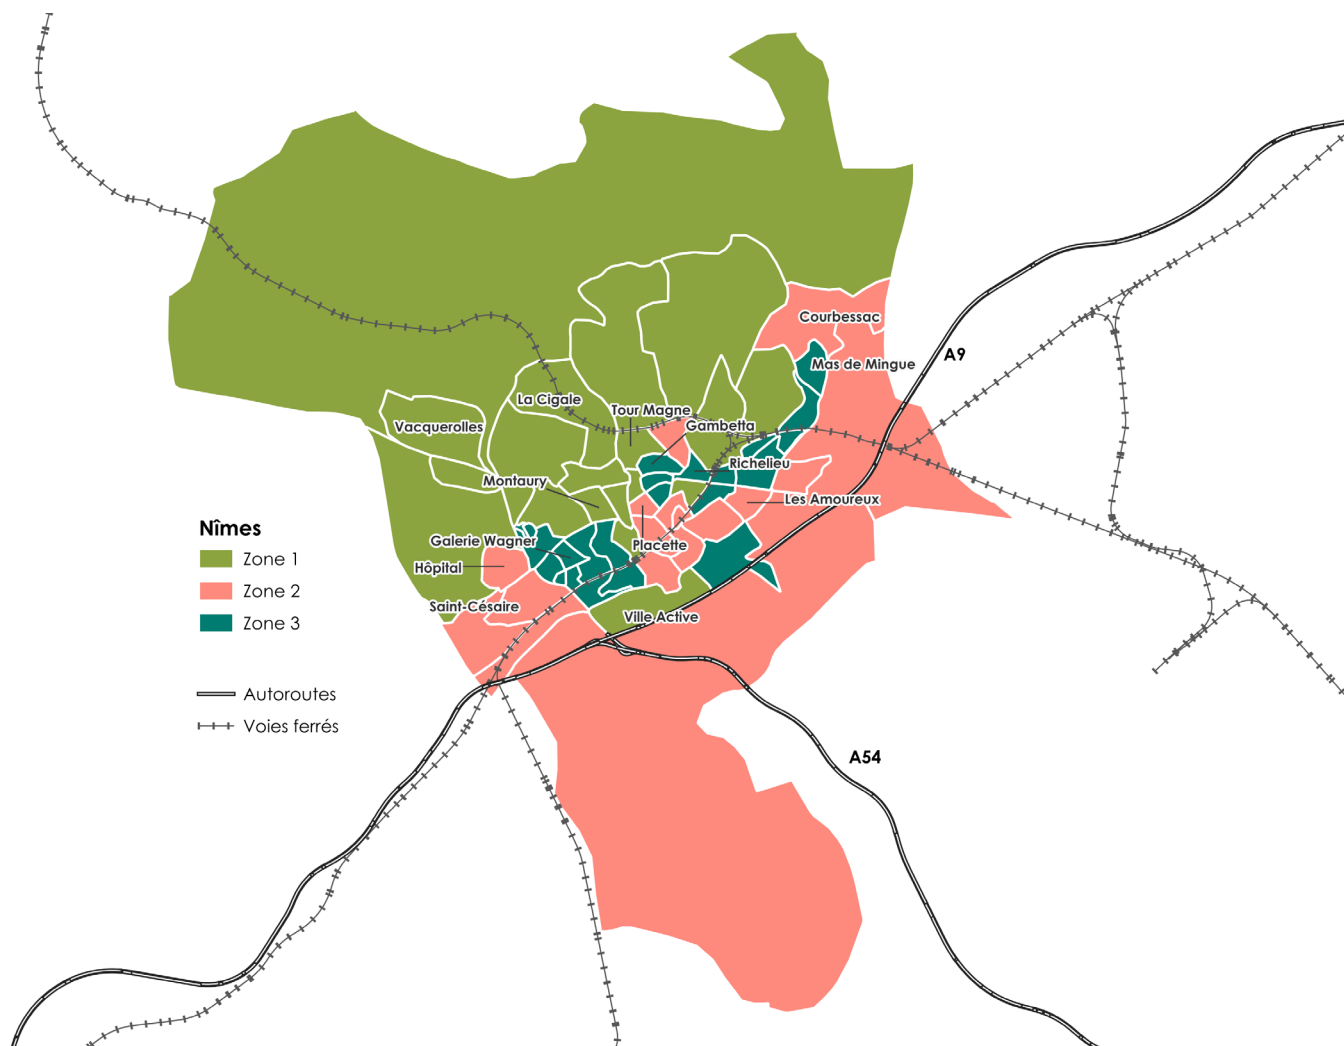 Courbessac
A9
Mas de Mingue
La Cigale
Tour Magne
Vacquerolles
Gambetta
Richelieu
Montaury
Les Amoureux
Nîmes
Galerie Wagner
Placette
Zone 1
Hôpital
Zone 2
Saint-Césaire
Ville Active
Zone 3
Autoroutes
Voies ferrés
A54